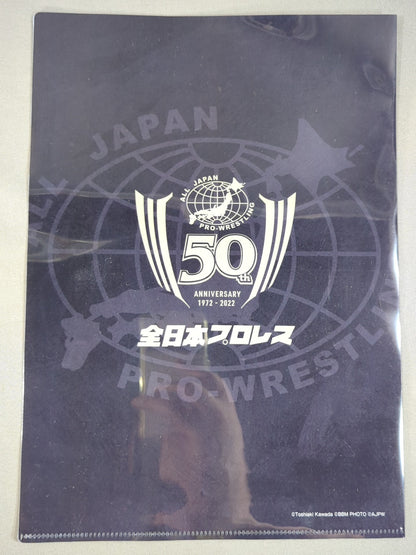 ALL JAPAN
ALL JAPAN
PRO-WRESTLING
50th
ANNIVERSARY
1972 - 2022
全日本プロレス
PRO-WRESTLING
©Toshiaki Kawada ©BBM PHOTO ©AJPW